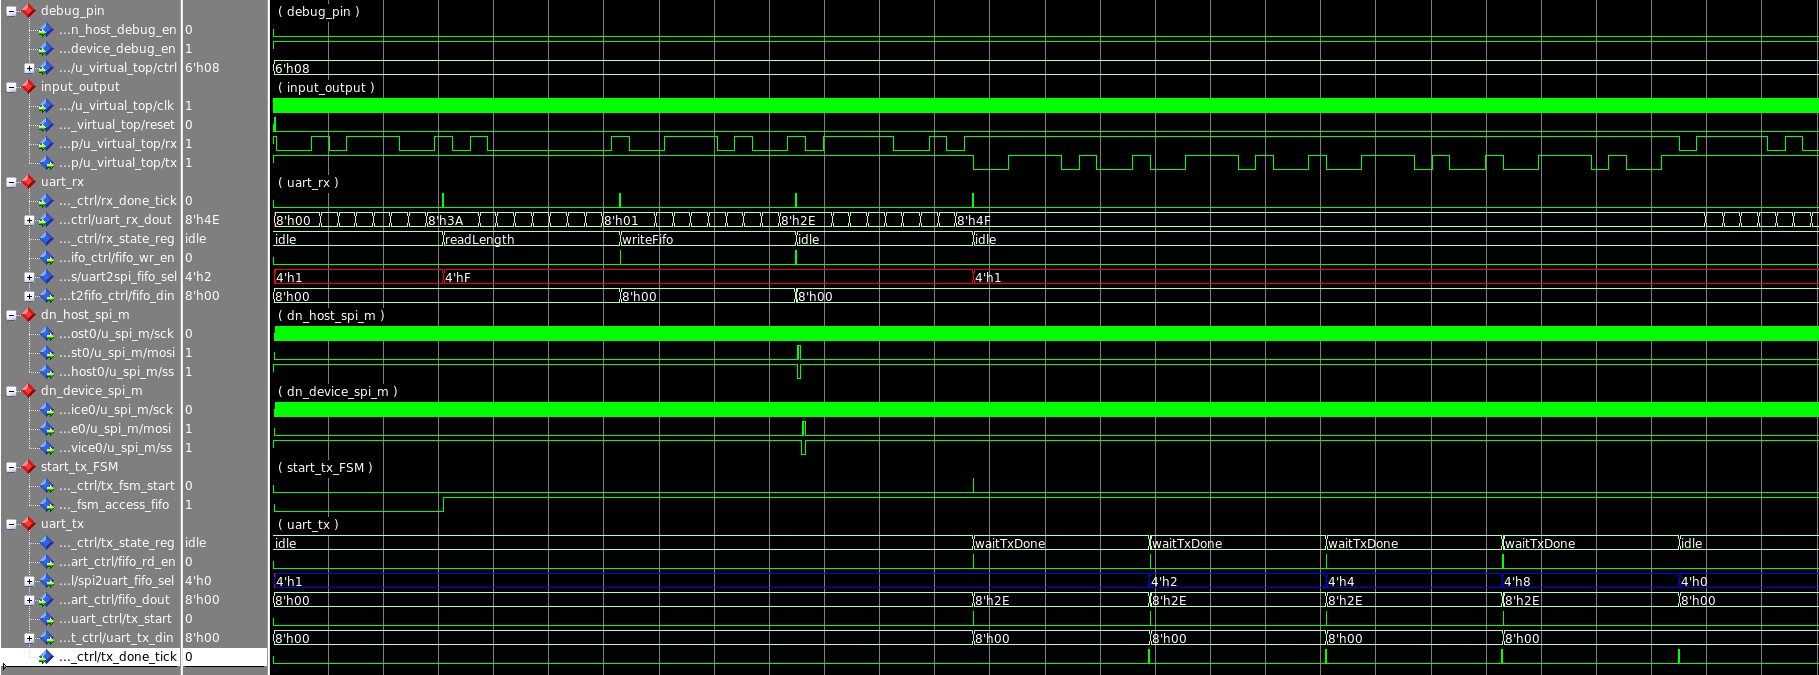 debug_pin ( debug_pin )
...n_host_debug_en 0
...device_debug_en 1
.../u_virtual_top/ctrl 6'h08 6'h08
input_output ( input_output )
.../u_virtual_top/clk 1
..._virtual_top/reset 0
...p/u_virtual_top/rx 1
...p/u_virtual_top/tx 1
uart_rx ( uart_rx )
..._ctrl/rx_done_tick 0
...ctrl/uart_rx_dout 8'h4E 8'h00 8'h3A 8'h01 8'h2E 8'h4F
..._ctrl/rx_state_reg idle idle readLength writeFifo idle idle
...ifo_ctrl/fifo_wr_en 0
...s/uart2spi_fifo_sel 4'h2 4'h1 4'hF 4'h1
...t2fifo_ctrl/fifo_din 8'h00 8'h00 8'h00 8'h00
dn_host_spi_m ( dn_host_spi_m )
...ost0/u_spi_m/sck 0
...st0/u_spi_m/mosi 1
...host0/u_spi_m/ss 1
dn_device_spi_m ( dn_device_spi_m )
...ice0/u_spi_m/sck 0
...e0/u_spi_m/mosi 1
...vice0/u_spi_m/ss 1
start_tx_FSM ( start_tx_FSM )
..._ctrl/tx_fsm_start 0
..._fsm_access_fifo 1
uart_tx ( uart_tx )
..._ctrl/tx_state_reg idle idle waitTxDone waitTxDone waitTxDone waitTxDone idle
...art_ctrl/fifo_rd_en 0
...l/spi2uart_fifo_sel 4'h0 4'h1 4'h2 4'h4 4'h8 4'h0
...art_ctrl/fifo_dout 8'h00 8'h00 8'h2E 8'h2E 8'h2E 8'h2E 8'h00
...uart_ctrl/tx_start 0
...t_ctrl/uart_tx_din 8'h00 8'h00 8'h00 8'h00 8'h00 8'h00
..._ctrl/tx_done_tick 0